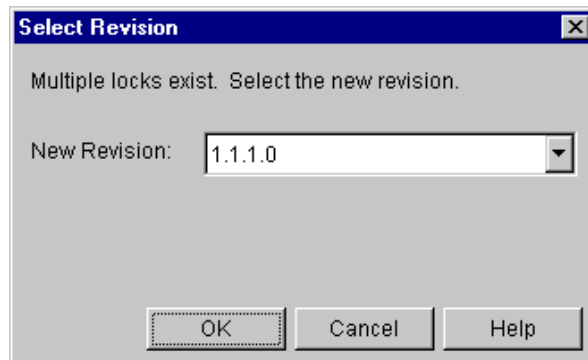 Select Revision
Multiple locks exist.  Select the new revision.
New Revision:
1.1.1.0
OK
Cancel
Help